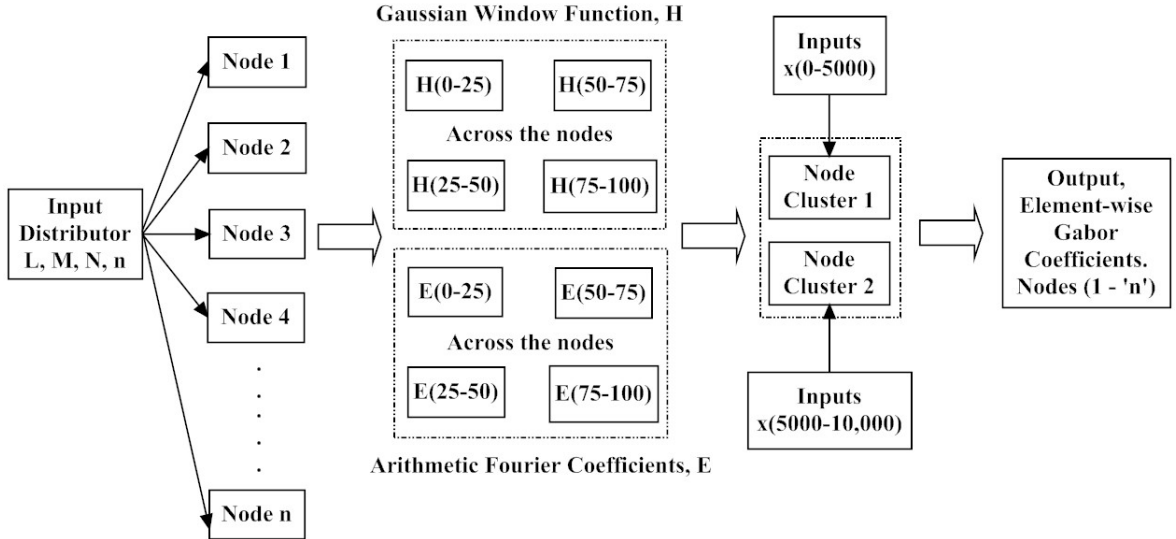 Input
Distributor
L, M, N, n
Node 1
Node 2
Node 3
Node 4
Node n
Gaussian Window Function, H
H(0-25)
H(50-75)
Across the nodes
H(25-50)
H(75-100)
E(0-25)
E(50-75)
Across the nodes
E(25-50)
E(75-100)
Arithmetic Fourier Coefficients, E
Inputs
x(0-5000)
Node
Cluster 1
Node
Cluster 2
Inputs
x(5000-10,000)
Output,
Element-wise
Gabor
Coefficients.
Nodes (1 - 'n')